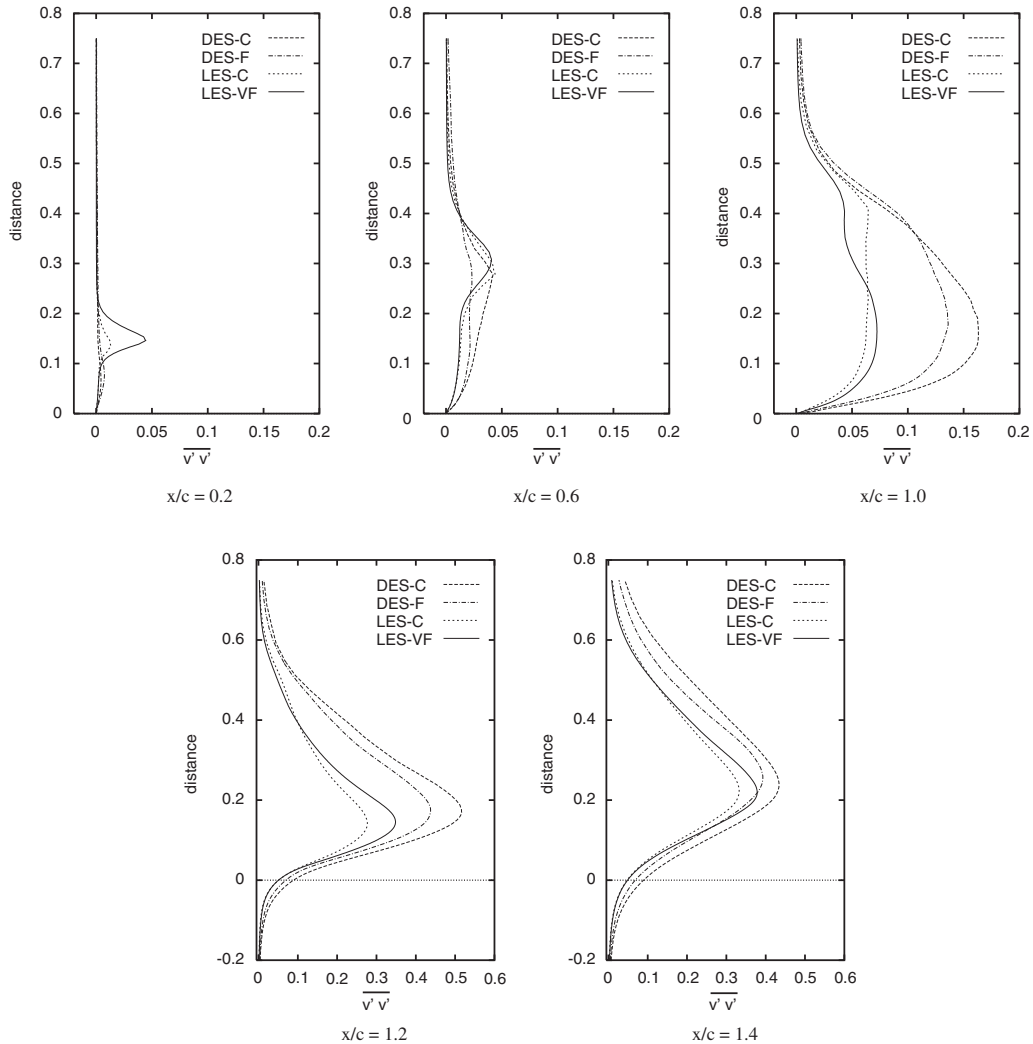 0.8
0.7
0.6
0.5
0.4
0.3
0.2
0.1
0
distance
DES-C
DES-F
LES-C
LES-VF
0 0.05 0.1 0.15 0.2
v' v'
x/c = 0.2
0.8
0.7
0.6
0.5
0.4
0.3
0.2
0.1
0
distance
DES-C
DES-F
LES-C
LES-VF
0 0.05 0.1 0.15 0.2
v' v'
x/c = 0.6
0.8
0.7
0.6
0.5
0.4
0.3
0.2
0.1
0
distance
DES-C
DES-F
LES-C
LES-VF
0 0.05 0.1 0.15 0.2
v' v'
x/c = 1.0
0.8
0.6
0.4
0.2
0
-0.2
distance
DES-C
DES-F
LES-C
LES-VF
0 0.1 0.2 0.3 0.4 0.5 0.6
v' v'
x/c = 1.2
0.8
0.6
0.4
0.2
0
-0.2
distance
DES-C
DES-F
LES-C
LES-VF
0 0.1 0.2 0.3 0.4 0.5 0.6
v' v'
x/c = 1.4